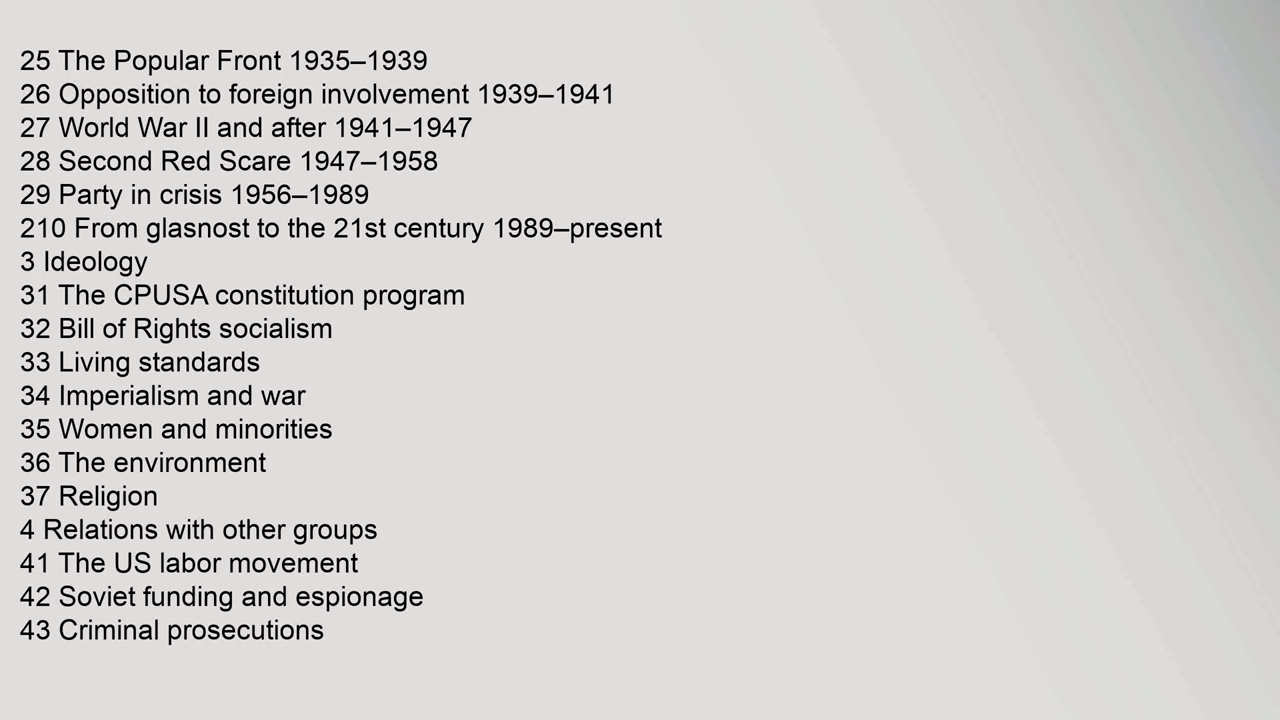 25 The Popular Front 1935–1939
26 Opposition to foreign involvement 1939–1941
27 World War II and after 1941–1947
28 Second Red Scare 1947–1958
29 Party in crisis 1956–1989
210 From glasnost to the 21st century 1989–present
3 Ideology
31 The CPUSA constitution program
32 Bill of Rights socialism
33 Living standards
34 Imperialism and war
35 Women and minorities
36 The environment
37 Religion
4 Relations with other groups
41 The US labor movement
42 Soviet funding and espionage
43 Criminal prosecutions